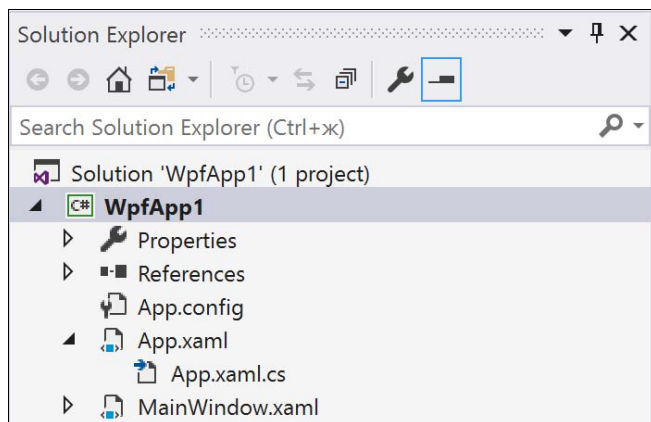 Solution Explorer
Search Solution Explorer (Ctrl+ж)
Solution 'WpfApp1' (1 project)
C# WpfApp1
Properties
References
App.config
App.xaml
App.xaml.cs
MainWindow.xaml